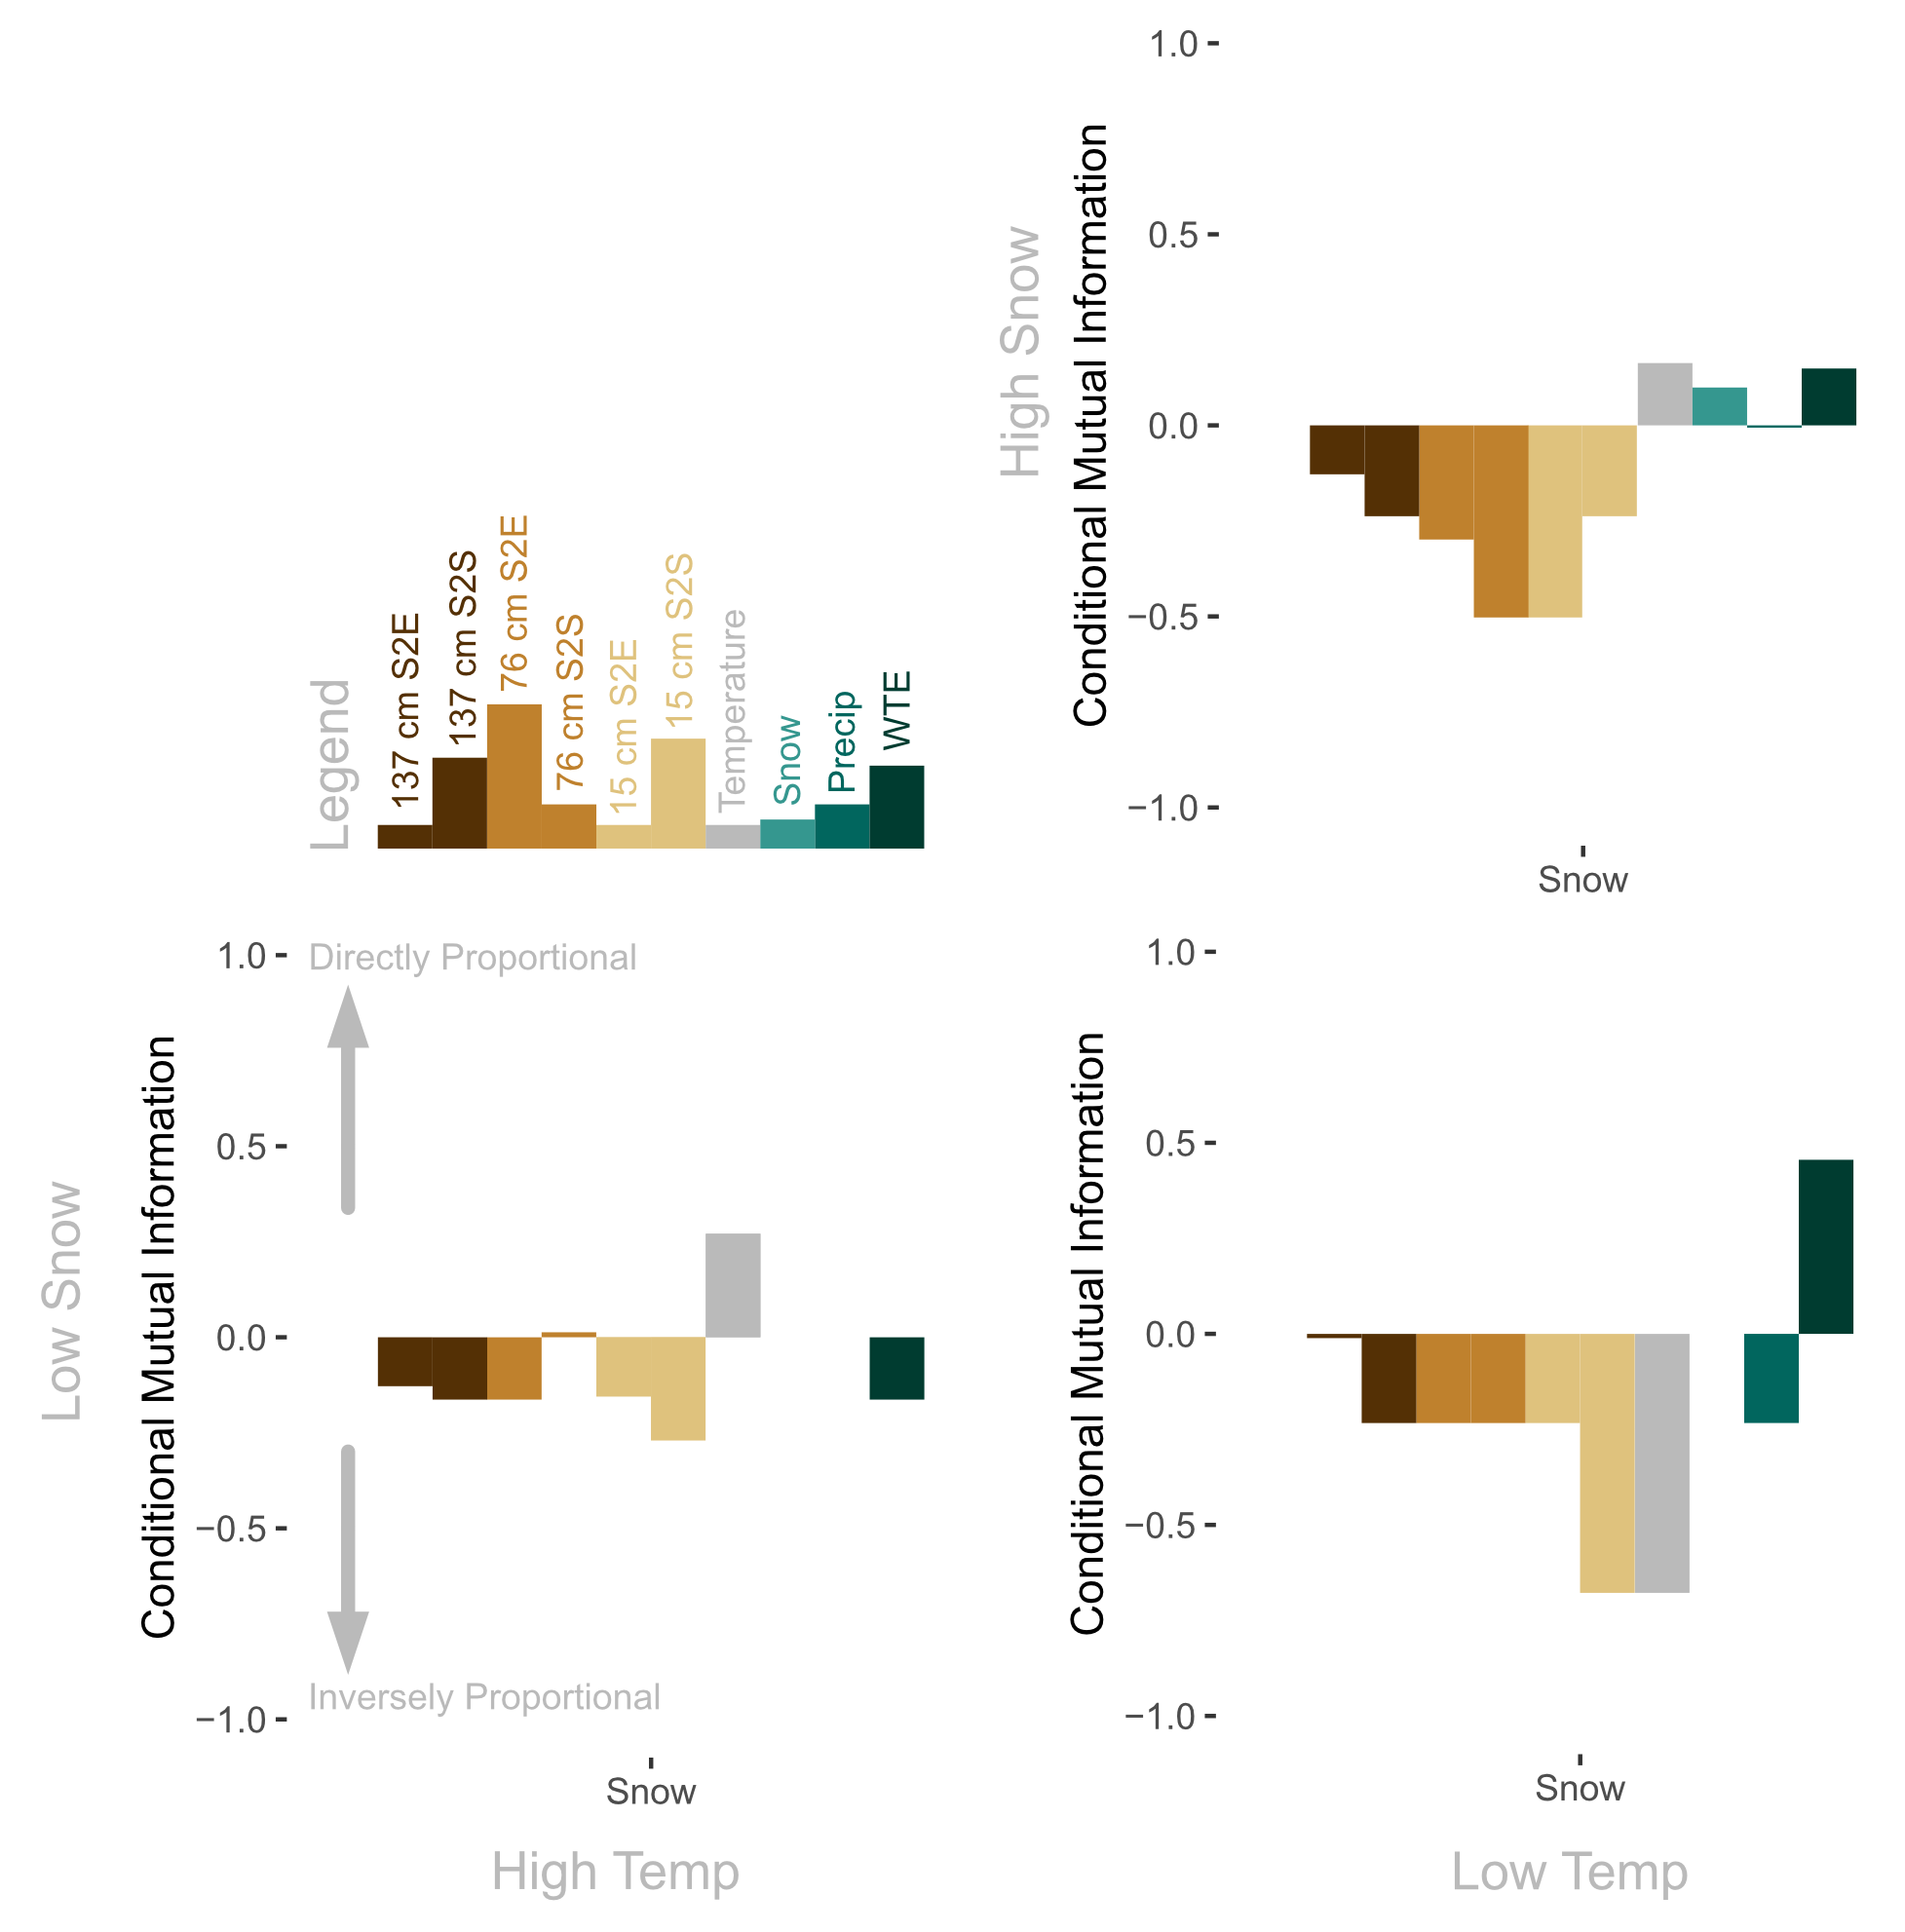 Legend
137 cm S2E
137 cm S2S
76 cm S2E
76 cm S2S
15 cm S2E
15 cm S2S
Temperature
Snow
Precip
WTE
High Snow
Conditional Mutual Information
1.0
0.5
0.0
−0.5
−1.0
Snow
Low Snow
Conditional Mutual Information
1.0
0.5
0.0
−0.5
−1.0
Directly Proportional
Inversely Proportional
Snow
High Temp
Conditional Mutual Information
1.0
0.5
0.0
−0.5
−1.0
Snow
Low Temp